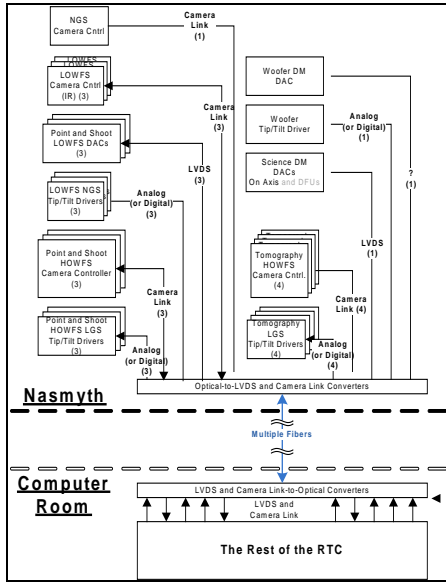 NGS
Camera Cntrl
Camera
Link
(1)
LOWFS
LOWFS
LOWFS
Camera Cntrl
(IR) (3)
Camera
Link
(3)
Woofer DM
DAC
Point and Shoot
LOWFS DACs
(3)
LVDS
(3)
Woofer
Tip/Tilt Driver
Analog
(or Digital)
(1)
?
(1)
Science DM
DACs
On Axis and DFUs
LVDS
(1)
LOWFS NGS
Tip/Tilt Drivers
(3)
Analog
(or Digital)
(3)
Point and Shoot
HOWFS
Camera Controller
(3)
Camera
Link
(3)
Tomography
HOWFS
Camera Cntrl.
(4)
Camera
Link (4)
Point and Shoot
HOWFS LGS
Tip/Tilt Drivers
(3)
Analog
(or Digital)
(3)
Tomography
LGS
Tip/Tilt Drivers
(4)
Analog
(or Digital)
(4)
Optical-to-LVDS and Camera Link Converters
Nasmyth
Multiple Fibers
Computer
Room
LVDS and Camera Link-to-Optical Converters
LVDS and
Camera Link
The Rest of the RTC